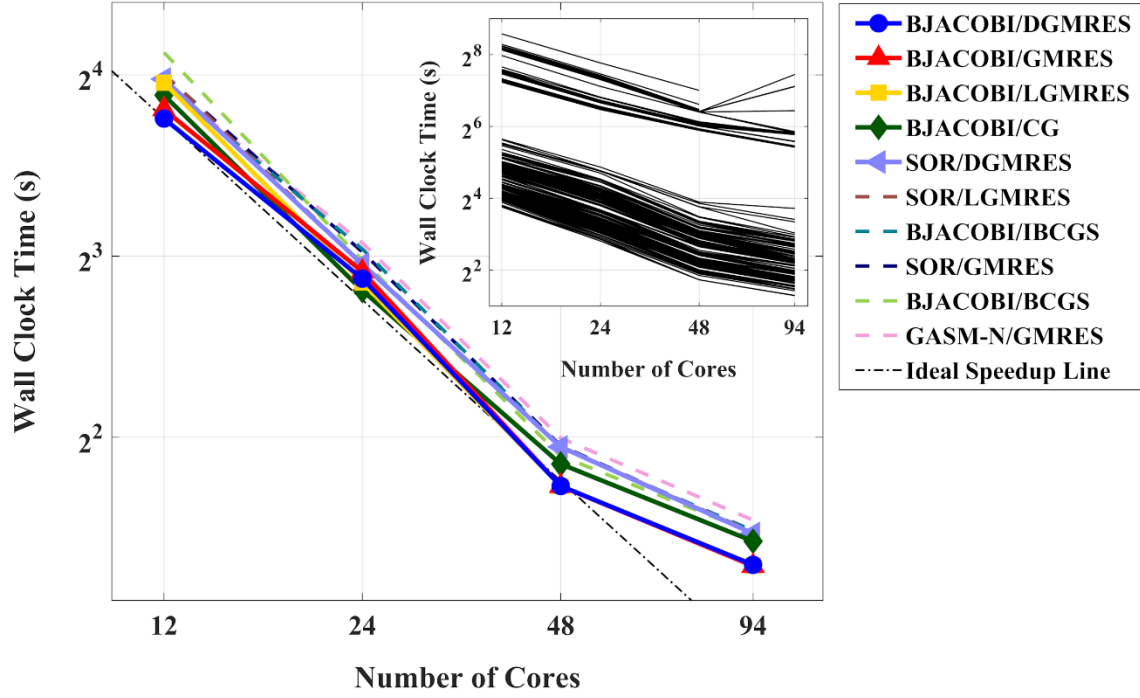 Wall Clock Time (s)
2^4
2^3
2^2
12
24
48
94
Number of Cores
Wall Clock Time (s)
2^8
2^6
2^4
2^2
12
24
48
94
Number of Cores
BJACOBI/DGMRES
BJACOBI/GMRES
BJACOBI/LGMRES
BJACOBI/CG
SOR/DGMRES
SOR/LGMRES
BJACOBI/IBCGS
SOR/GMRES
BJACOBI/BCGS
GASM-N/GMRES
Ideal Speedup Line